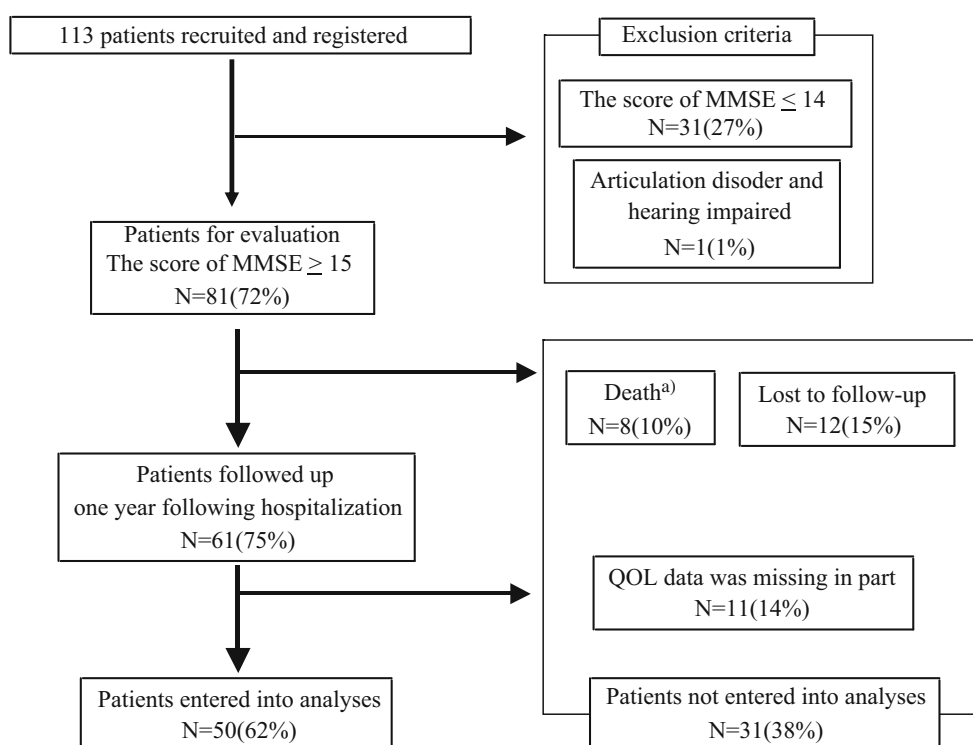 113 patients recruited and registered
Exclusion criteria
The score of MMSE ≤ 14
N=31(27%)
Articulation disoder and
hearing impaired
N=1(1%)
Patients for evaluation
The score of MMSE ≥ 15
N=81(72%)
Death a)
N=8(10%)
Lost to follow-up
N=12(15%)
Patients followed up
one year following hospitalization
N=61(75%)
QOL data was missing in part
N=11(14%)
Patients entered into analyses
N=50(62%)
Patients not entered into analyses
N=31(38%)